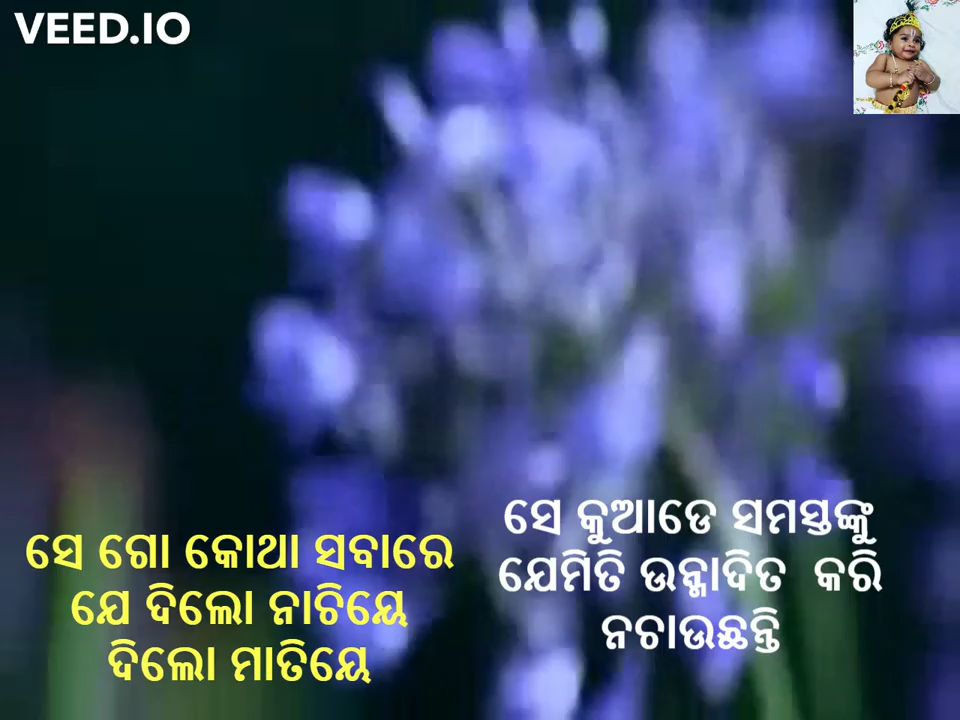 VEED.IO
ସେ ଗୋ କୋଥା ସବାରେ
ଯେ ଦିଲୋ ନାଚିୟେ
ଦିଲୋ ମାତିୟେ
ସେ କୁଆଡେ ସମସ୍ତଙ୍କୁ
ଯେମିତି ଉନ୍ମାଦିତ  କରି
ନଚାଉଛନ୍ତି